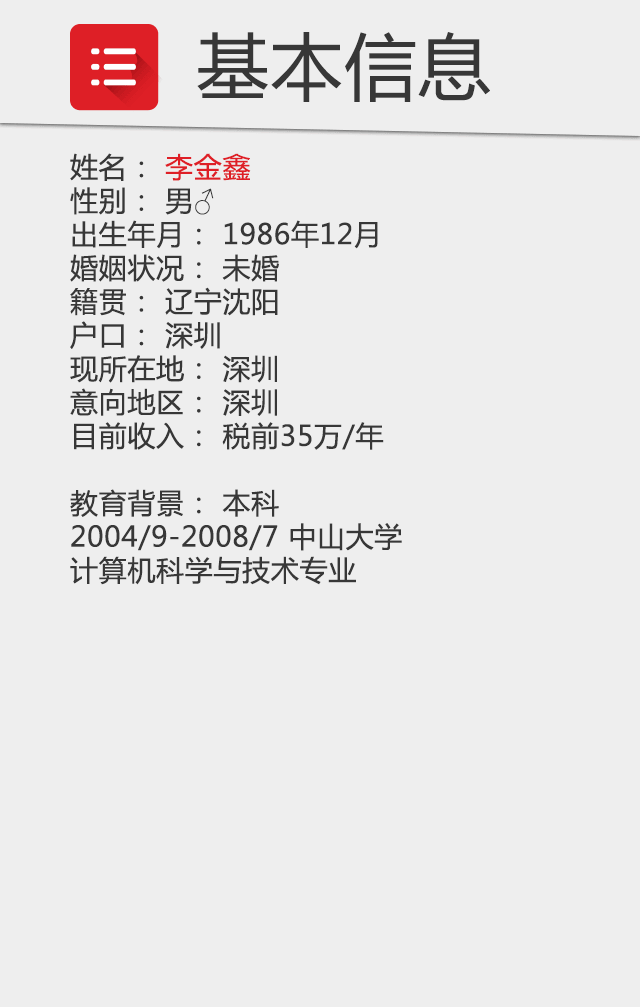 基本信息
姓名： 李金鑫
性别： 男♂
出生年月： 1986年12月
婚姻状况： 未婚
籍贯： 辽宁沈阳
户口： 深圳
现所在地： 深圳
意向地区： 深圳
目前收入： 税前35万/年
教育背景： 本科
2004/9-2008/7 中山大学
计算机科学与技术专业